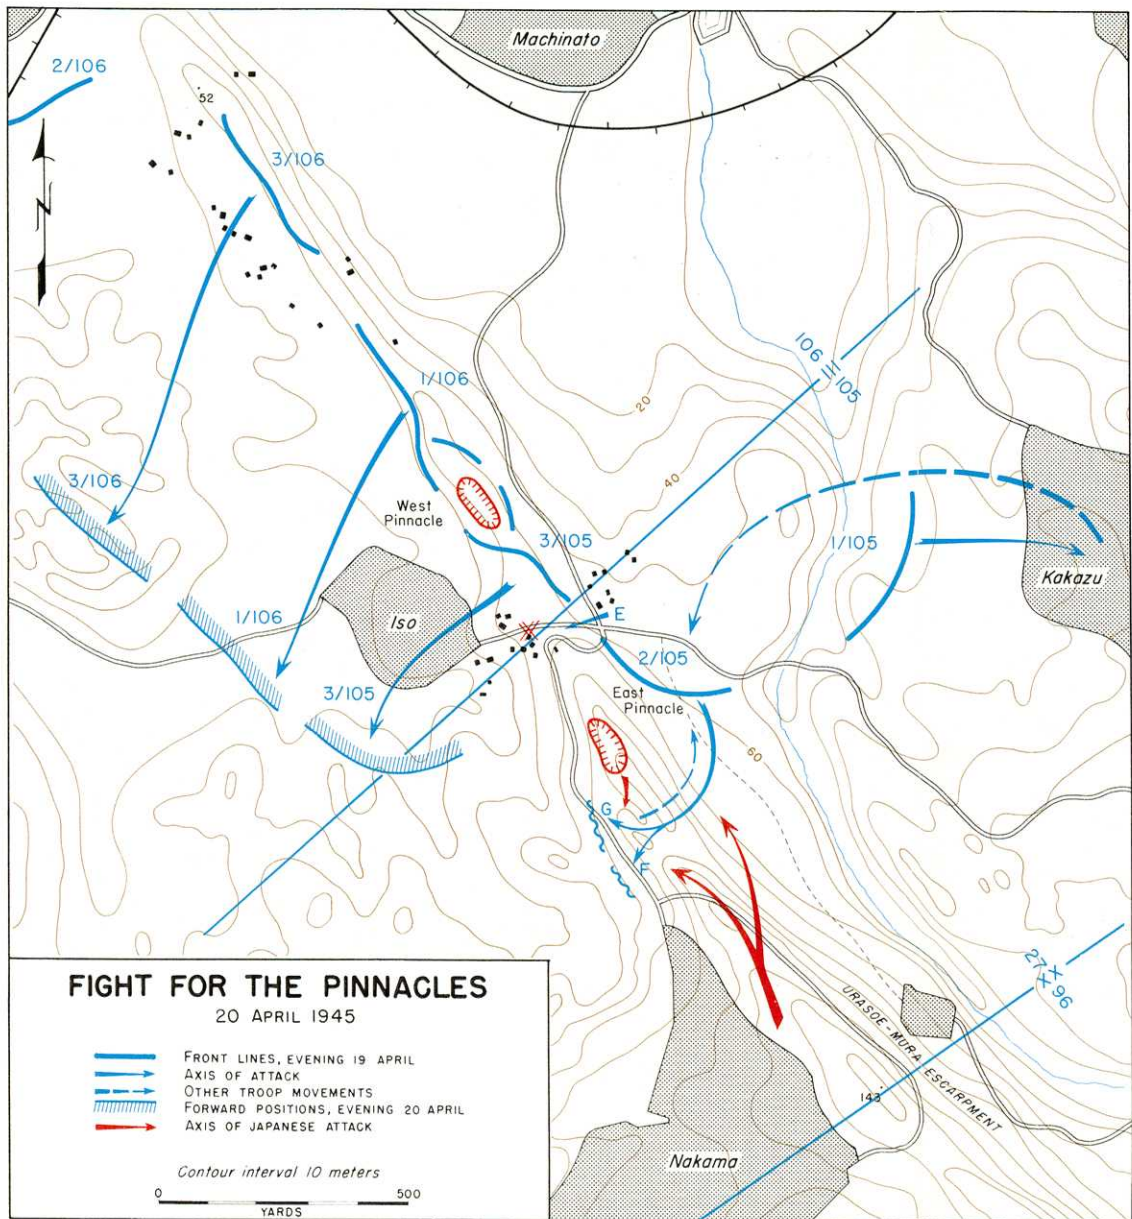 Machinato
2/106
52
3/106
N
106 = 105
1/106
20
3/106
West
Pinnacle
40
3/105
1/105
Kakazu
1/106
Iso
E
2/105
3/105
East
Pinnacle
60
G
F
27 XX 96
URASOE-MURA ESCARPMENT
143
Nakama
FIGHT FOR THE PINNACLES
20 APRIL 1945
FRONT LINES, EVENING 19 APRIL
AXIS OF ATTACK
OTHER TROOP MOVEMENTS
FORWARD POSITIONS, EVENING 20 APRIL
AXIS OF JAPANESE ATTACK
Contour interval 10 meters
0 500
YARDS